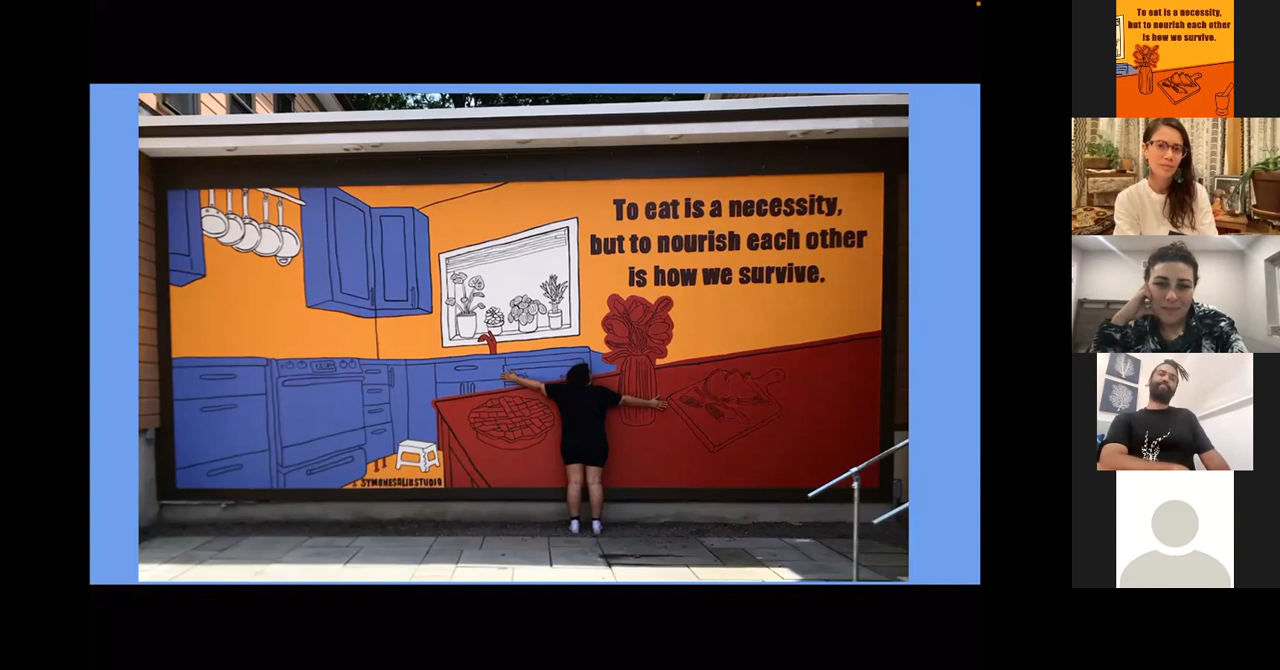 To eat is a necessity,
but to nourish each other
is how we survive.
SYMONESALIBSTUDIO
To eat is a necessity,
but to nourish each other
is how we survive.